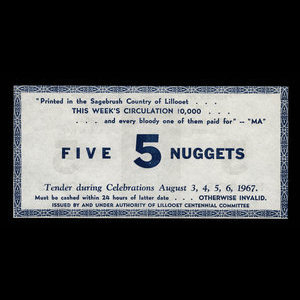 "Printed in the Sagebrush Country of Lillooet . . . .
THIS WEEK'S CIRCULATION 10,000 . . . .
. . . and every bloody one of them paid for" — "MA"
FIVE 5 NUGGETS
Tender during Celebrations August 3, 4, 5, 6, 1967.
Must be cashed within 24 hours of latter date . . . OTHERWISE INVALID.
ISSUED BY AND UNDER AUTHORITY OF LILLOOET CENTENNIAL COMMITTEE